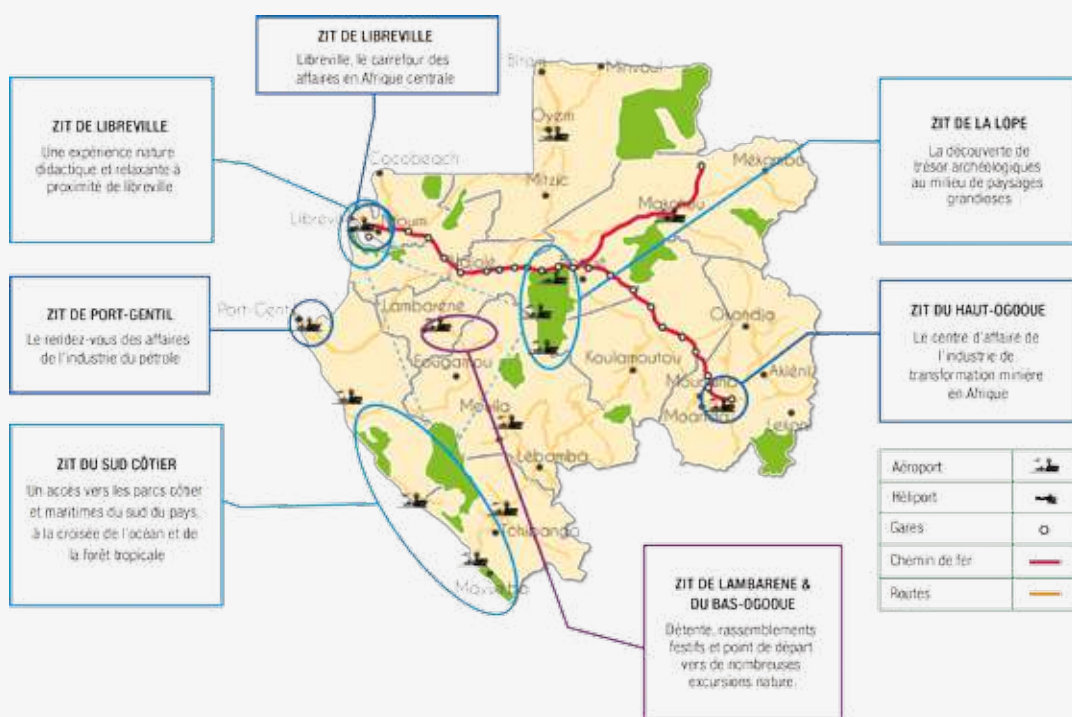 ZIT DE LIBREVILLE
Libreville, le carrefour des
affaires en Afrique centrale
ZIT DE LIBREVILLE
Une expérience nature
didactique et relaxante à
proximité de libreville
ZIT DE PORT-GENTIL
Le rendez-vous des affaires
de l'industrie du pétrole
ZIT DU SUD CÔTIER
Un accès vers les parcs côtier
et maritimes du sud du pays,
à la croisée de l'océan et de
la forêt tropicale
ZIT DE LA LOPE
La découverte de
trésor archéologiques
au milieu de paysages
grandioses
ZIT DU HAUT-OGOOUE
Le centre d'affaire de
l'industrie de
transformation minière
en Afrique
ZIT DE LAMBARENE &
DU BAS-OGOOUE
Détente, rassemblements
festifs et point de départ
vers de nombreuses
excursions nature.
Aéroport
Héliport
Gares
Chemin de fer
Routes
Bitam
Minvoul
Oyem
Cocobeach
Mitzic
Mékambo
Makokou
Lambaréné
Fougamou
Koulamoutou
Okondja
Akiéni
Moanda
Mouila
Lébamba
Tchibanga